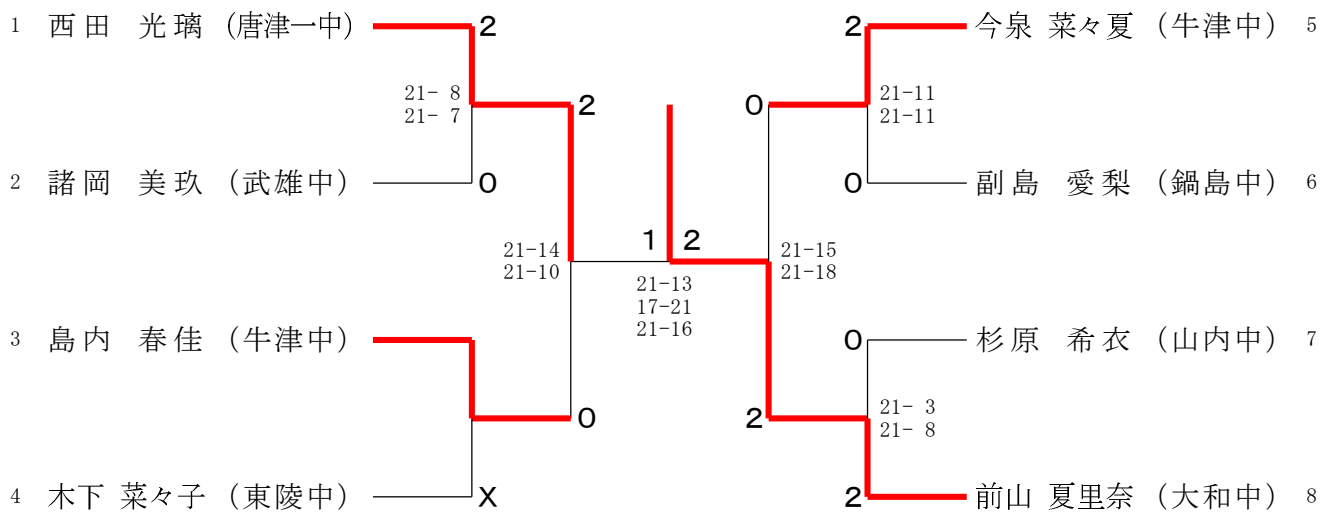 1 西田 光璃 (唐津一中) 2
2 今泉 菜々夏 (牛津中) 5
21- 8
21- 7
2
0
21-11
21-11
2 諸岡 美玖 (武雄中) 0
0 副島 愛梨 (鍋島中) 6
21-14
21-10
1 2
21-13
17-21
21-16
21-15
21-18
3 島内 春佳 (牛津中)
0 杉原 希衣 (山内中) 7
0
2
21- 3
21- 8
4 木下 菜々子 (東陵中) X
2 前山 夏里奈 (大和中) 8